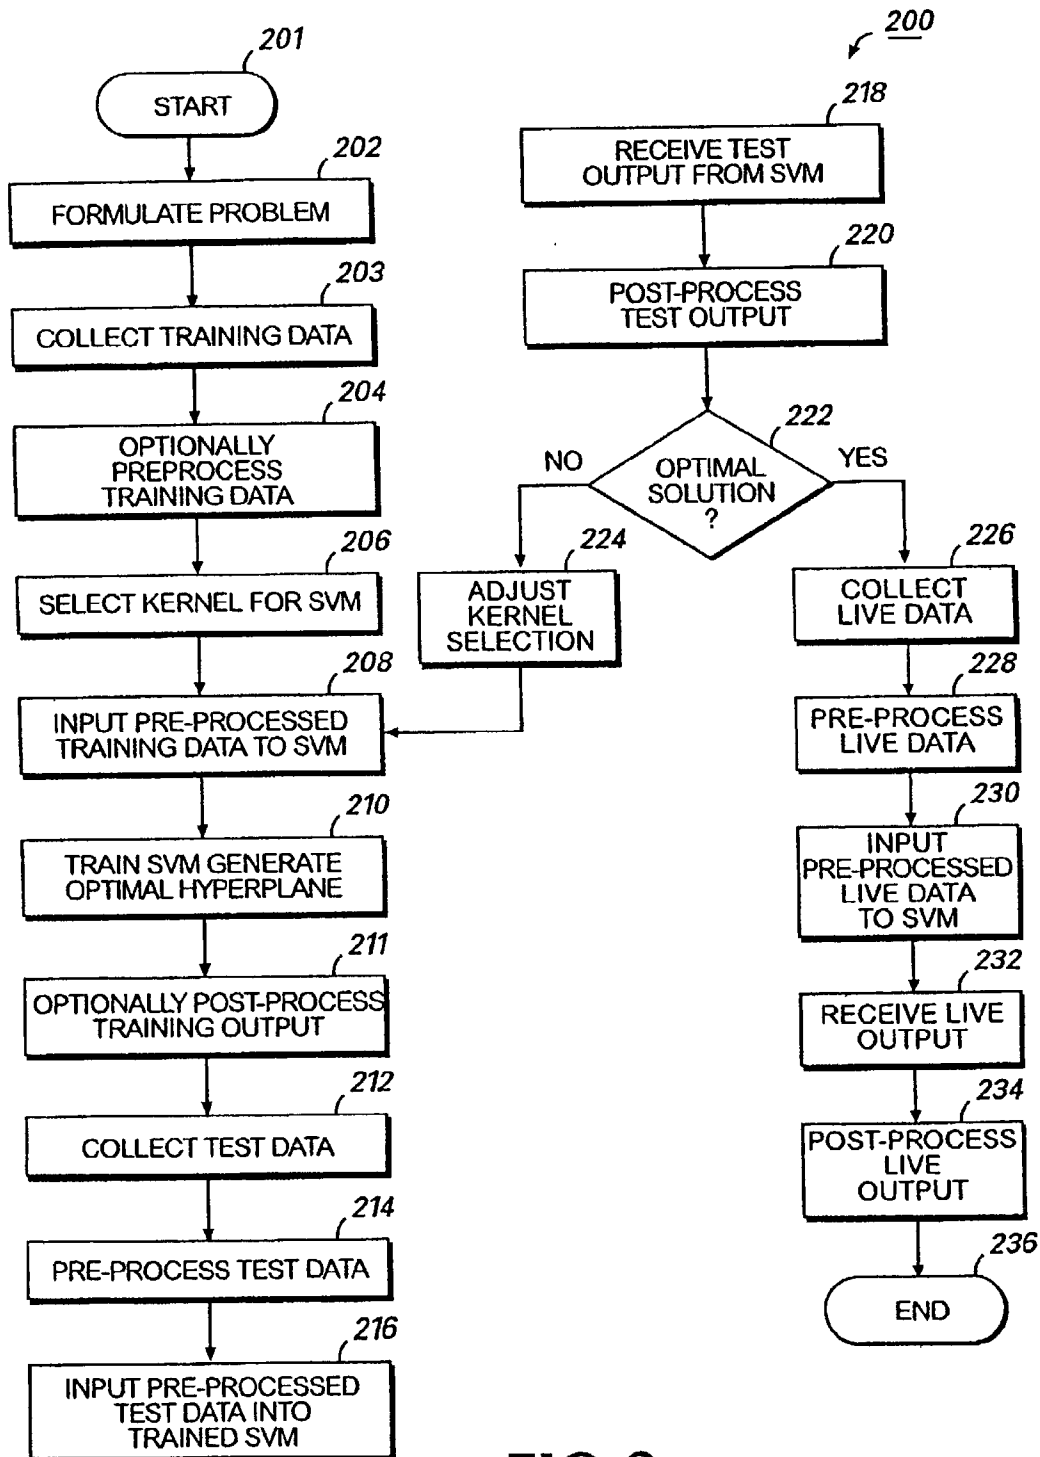 200
201
START
202
FORMULATE PROBLEM
203
COLLECT TRAINING DATA
204
OPTIONALLY
PREPROCESS
TRAINING DATA
206
SELECT KERNEL FOR SVM
208
INPUT PRE-PROCESSED
TRAINING DATA TO SVM
210
TRAIN SVM GENERATE
OPTIMAL HYPERPLANE
211
OPTIONALLY POST-PROCESS
TRAINING OUTPUT
212
COLLECT TEST DATA
214
PRE-PROCESS TEST DATA
216
INPUT PRE-PROCESSED
TEST DATA INTO
TRAINED SVM
218
RECEIVE TEST
OUTPUT FROM SVM
220
POST-PROCESS
TEST OUTPUT
222
OPTIMAL
SOLUTION
?
NO
YES
224
ADJUST
KERNEL
SELECTION
226
COLLECT
LIVE DATA
228
PRE-PROCESS
LIVE DATA
230
INPUT
PRE-PROCESSED
LIVE DATA
TO SVM
232
RECEIVE LIVE
OUTPUT
234
POST-PROCESS
LIVE
OUTPUT
236
END